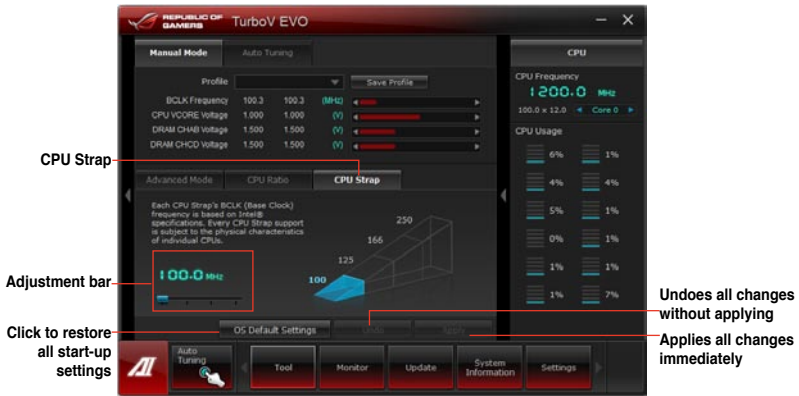 REPUBLIC OF GAMERS TurboV EVO
Manual Mode Auto Tuning
Profile Save Profile
BCLK Frequency 100.3 100.3 (MHz)
CPU VCORE Voltage 1.000 1.000 (V)
DRAM CHAB Voltage 1.500 1.500 (V)
DRAM CHCD Voltage 1.500 1.500 (V)
CPU Strap
Advanced Mode CPU Ratio CPU Strap
Each CPU Strap's BCLK (Base Clock)
frequency is based on Intel®
specifications. Every CPU Strap support
is subject to the physical characteristics
of individual CPUs.
250
166
125
100
Adjustment bar
100.0 MHz
Click to restore
all start-up
settings
OS Default Settings Undo Apply
Undoes all changes
without applying
Applies all changes
immediately
CPU
CPU Frequency
1200.0 MHz
100.0 x 12.0 Core 0
CPU Usage
6% 1%
4% 4%
5% 1%
0% 1%
1% 1%
1% 7%
AI
Auto
Tuning
Tool
Monitor
Update
System
Information
Settings